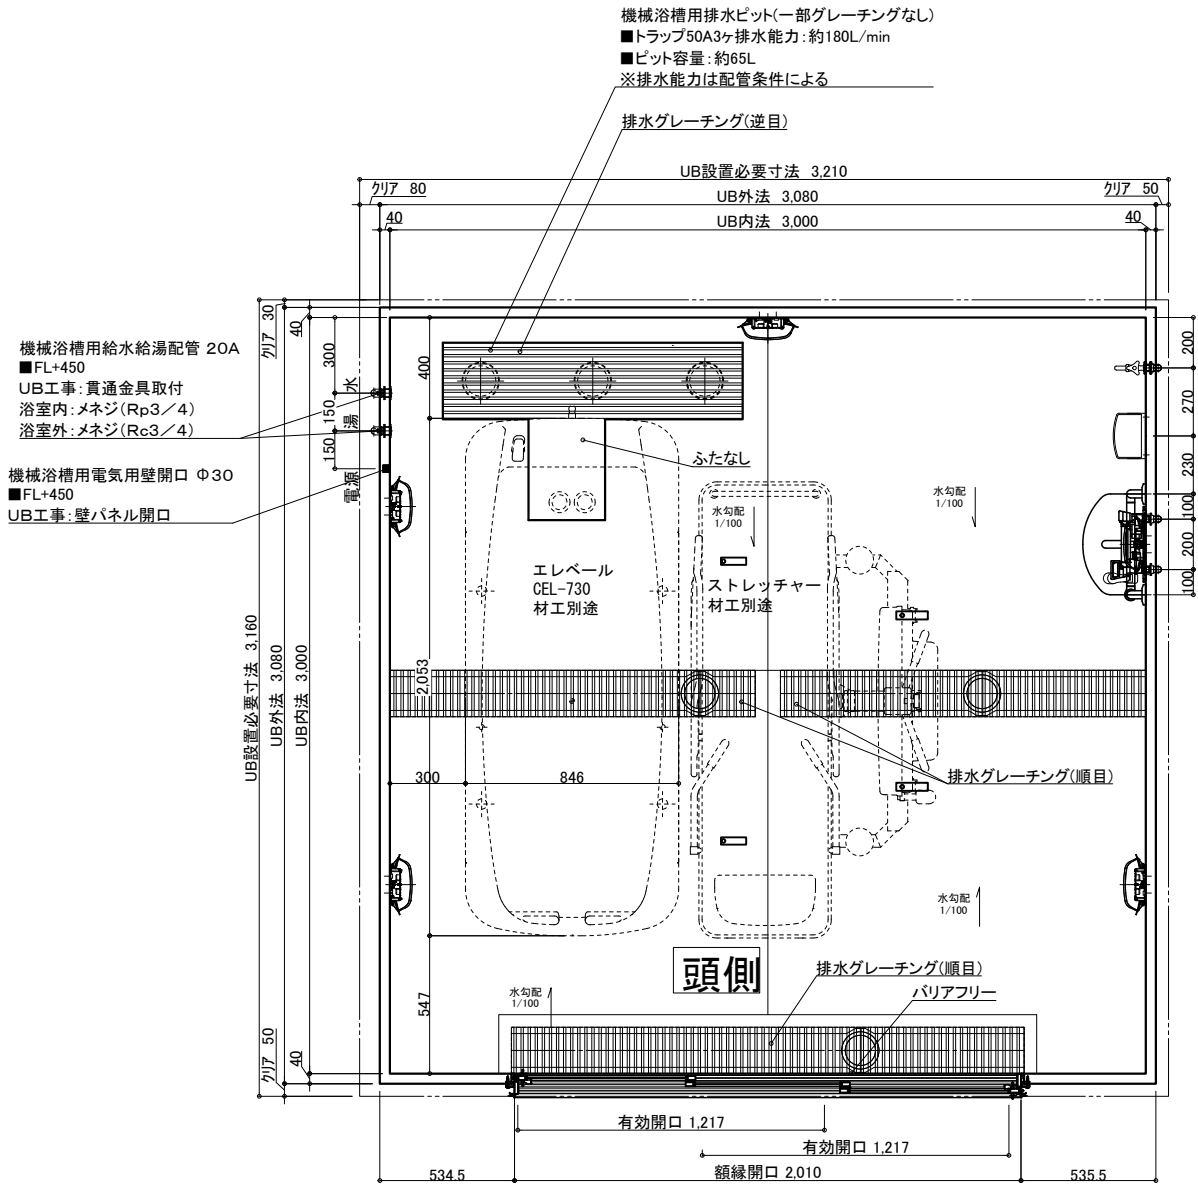 機械浴槽用排水ピット(一部グレーチングなし)
■トラップ50A3ヶ排水能力:約180L/min
■ピット容量:約65L
※排水能力は配管条件による
排水グレーチング(逆目)
UB設置必要寸法 3,210
クリア 80
UB外法 3,080
クリア 50
40
UB内法 3,000
40
クリア 30
40
300
水
150
湯
150
電源
機械浴槽用給水給湯配管 20A
■FL+450
UB工事:貫通金具取付
浴室内:メネジ(Rp3/4)
浴室外:メネジ(Rc3/4)
機械浴槽用電気用壁開口 Φ30
■FL+450
UB工事:壁パネル開口
400
200
270
230
100
200
100
ふたなし
水勾配
1/100
水勾配
1/100
エレベール
CEL-730
材工別途
ストレッチャー
材工別途
UB設置必要寸法 3,160
UB外法 3,080
UB内法 3,000
2,053
300
846
排水グレーチング(順目)
水勾配
1/100
頭側
排水グレーチング(順目)
バリアフリー
水勾配
1/100
547
クリア 50
40
有効開口 1,217
有効開口 1,217
534.5
額縁開口 2,010
535.5